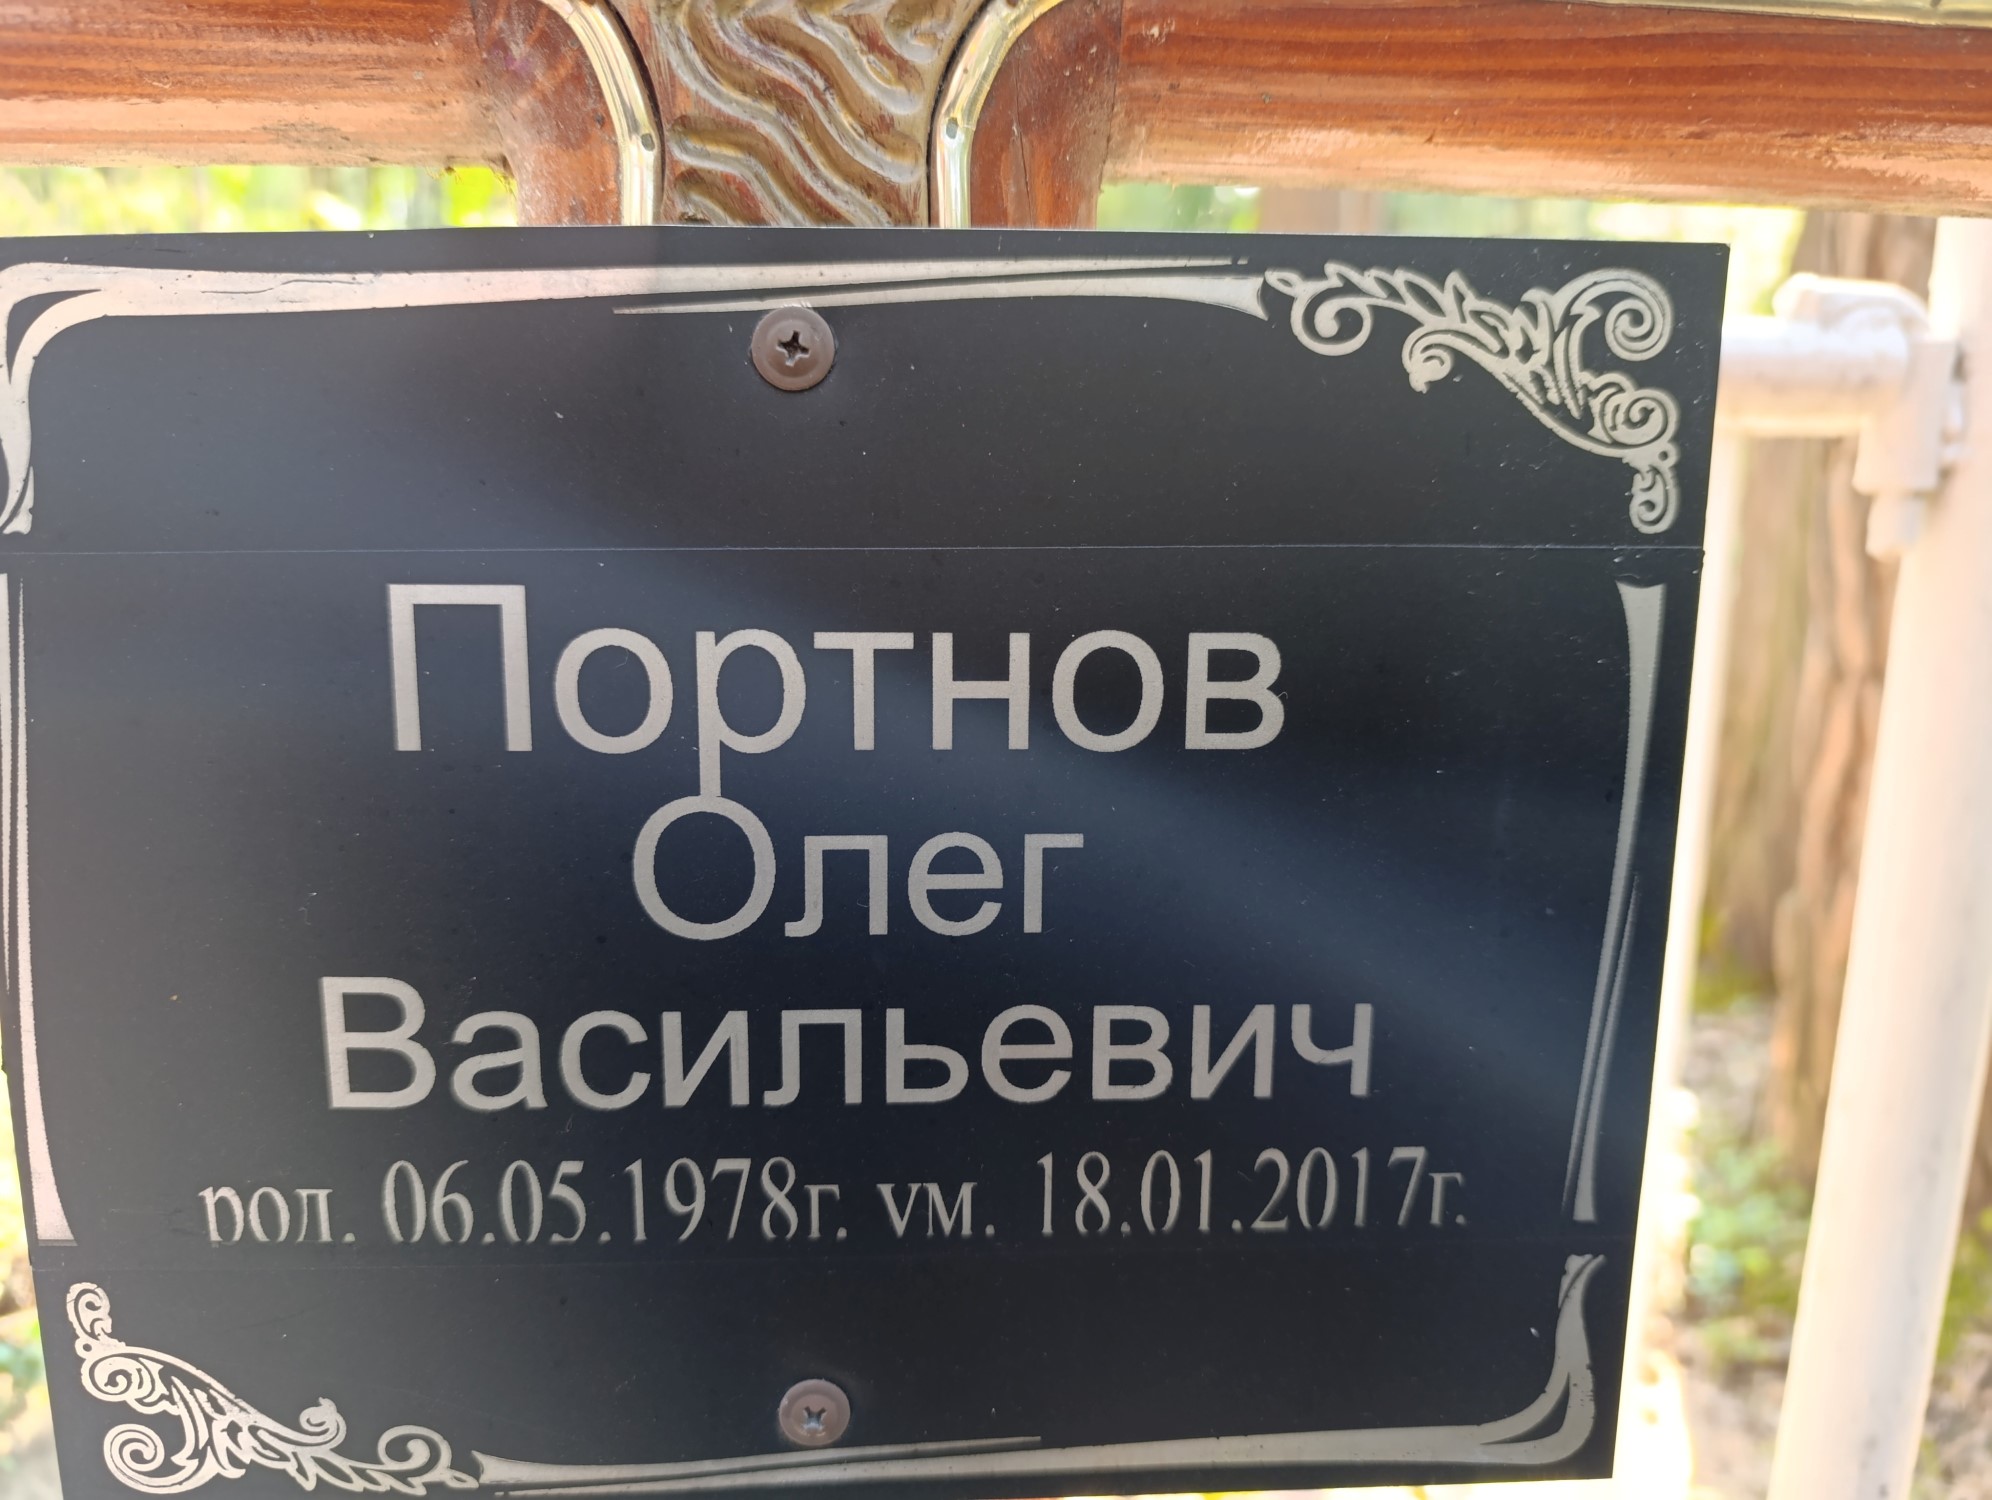 Портнов
Олег
Васильевич
род. 06.05.1978г. ум. 18.01.2017г.